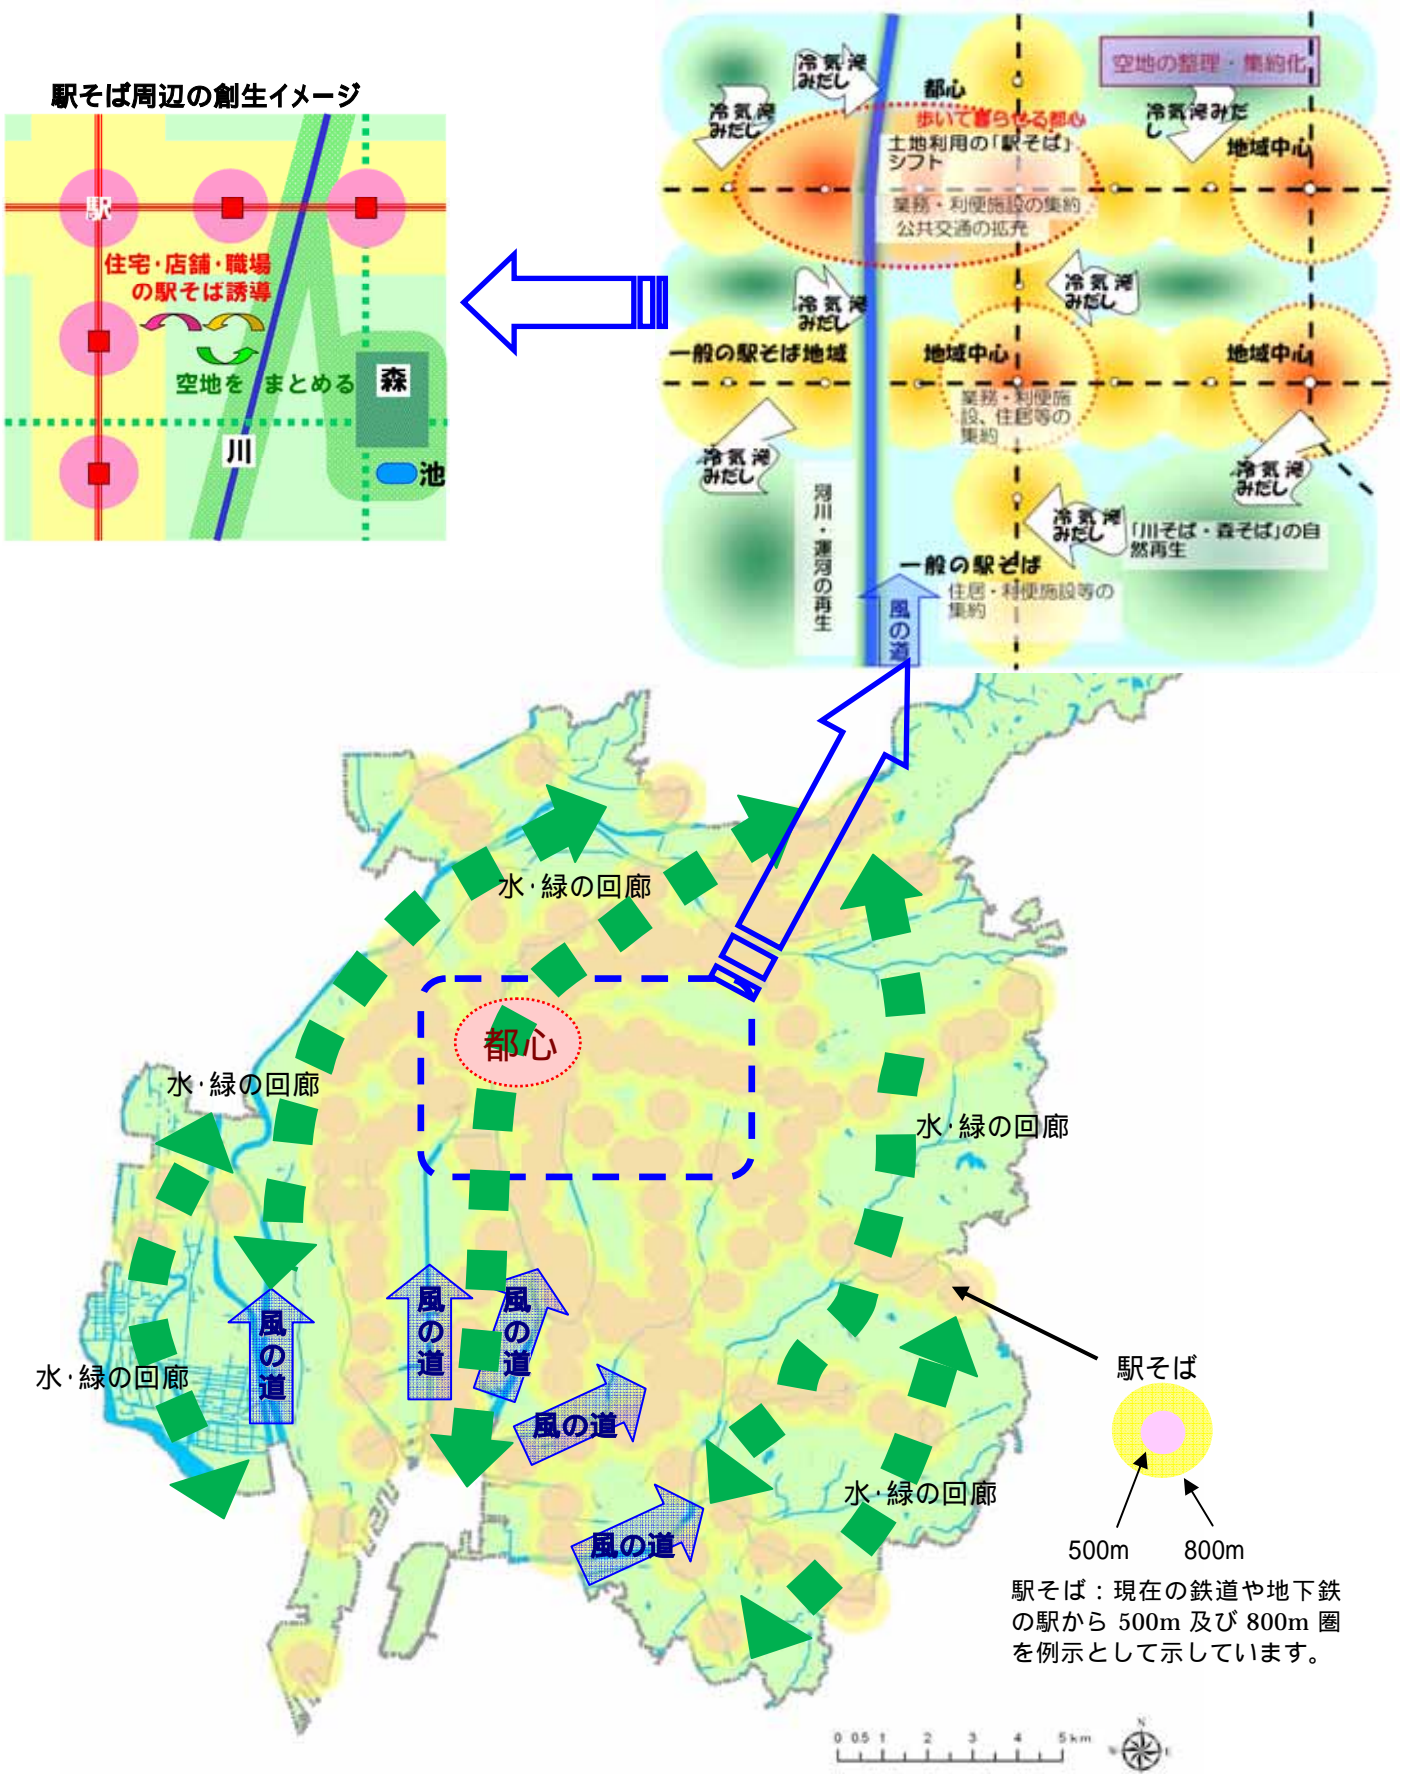 駅そば周辺の創生イメージ
駅
住宅・店舗・職場
の駅そば誘導
空地を まとめる
森
川
池
冷気滲
みだし
冷気滲
みだし
都心
歩いて暮らせる都心
土地利用の「駅そば」
シフト
業務・利便施設の集約
公共交通の拡充
空地の整理・集約化
冷気滲みだ
し
地域中心
冷気滲
みだし
冷気滲
みだし
一般の駅そば地域
地域中心
地域中心
業務・利便施
設、住居等の
集約
冷気滲
みだし
冷気滲
みだし
河川・運河の再生
冷気滲
みだし
「川そば・森そば」の自
然再生
一般の駅そば
住居・利便施設等の
集約
風の道
水・緑の回廊
都心
水・緑の回廊
水・緑の回廊
水・緑の回廊
風の道
風の道
風の道
風の道
風の道
水・緑の回廊
駅そば
500m 800m
駅そば：現在の鉄道や地下鉄
の駅から 500m 及び 800m 圏
を例示として示しています。
0 0.5 1 2 3 4 5 km
N
W E